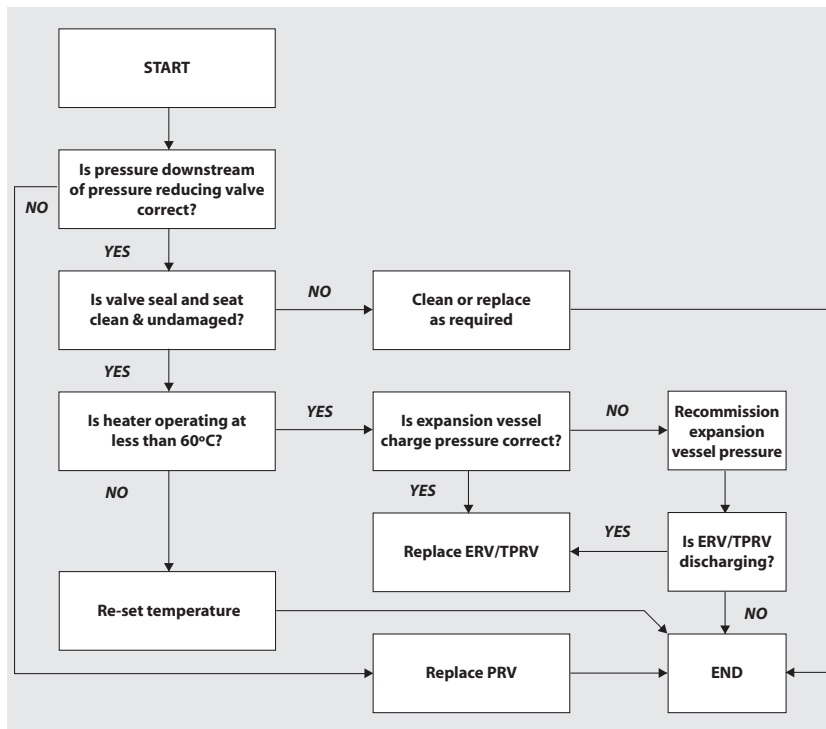 START
Is pressure downstream
of pressure reducing valve
correct?
NO
YES
Is valve seal and seat
clean & undamaged?
NO
Clean or replace
as required
YES
Is heater operating at
less than 60ºC?
YES
Is expansion vessel
charge pressure correct?
NO
Recommission
expansion
vessel pressure
NO
YES
Replace ERV/TPRV
YES
Is ERV/TPRV
discharging?
Re-set temperature
NO
Replace PRV
END